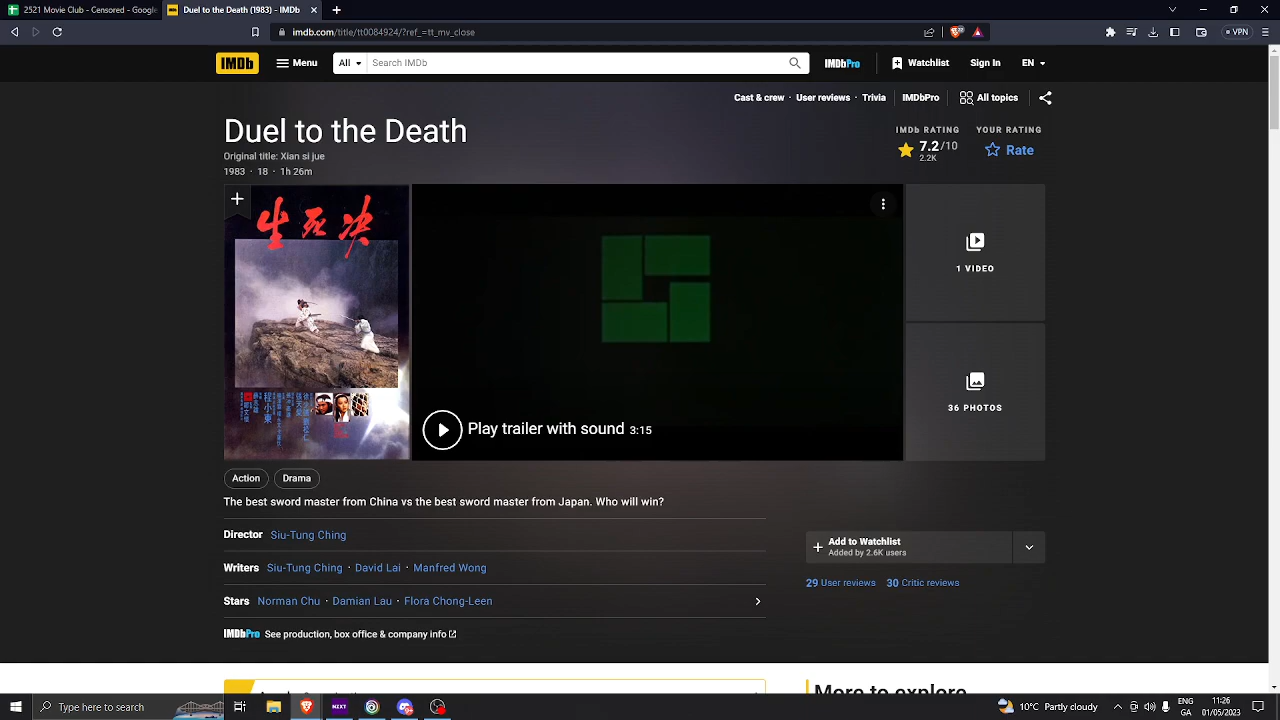 2521 Movie Club - Censored - Google
Duel to the Death (1983) - IMDb
imdb.com/title/tt0084924/?ref_=tt_mv_close
VPN
IMDb
Menu
All
Search IMDb
IMDbPro
Watchlist
Sign In
EN
Cast & crew · User reviews · Trivia
IMDbPro
All topics
Duel to the Death
Original title: Xian si jue
1983 · 18 · 1h 26m
IMDb RATING
7.2/10
2.2K
YOUR RATING
Rate
生死決
程小東
Play trailer with sound 3:15
1 VIDEO
36 PHOTOS
Action
Drama
The best sword master from China vs the best sword master from Japan. Who will win?
Director Siu-Tung Ching
Writers Siu-Tung Ching · David Lai · Manfred Wong
Stars Norman Chu · Damian Lau · Flora Chong-Leen
IMDbPro See production, box office & company info
Add to Watchlist
Added by 2.6K users
29 User reviews
30 Critic reviews
More to explore
Type here to search
NEXT
10°C Partly cloudy
ENG
GA
11:26
01/05/2023